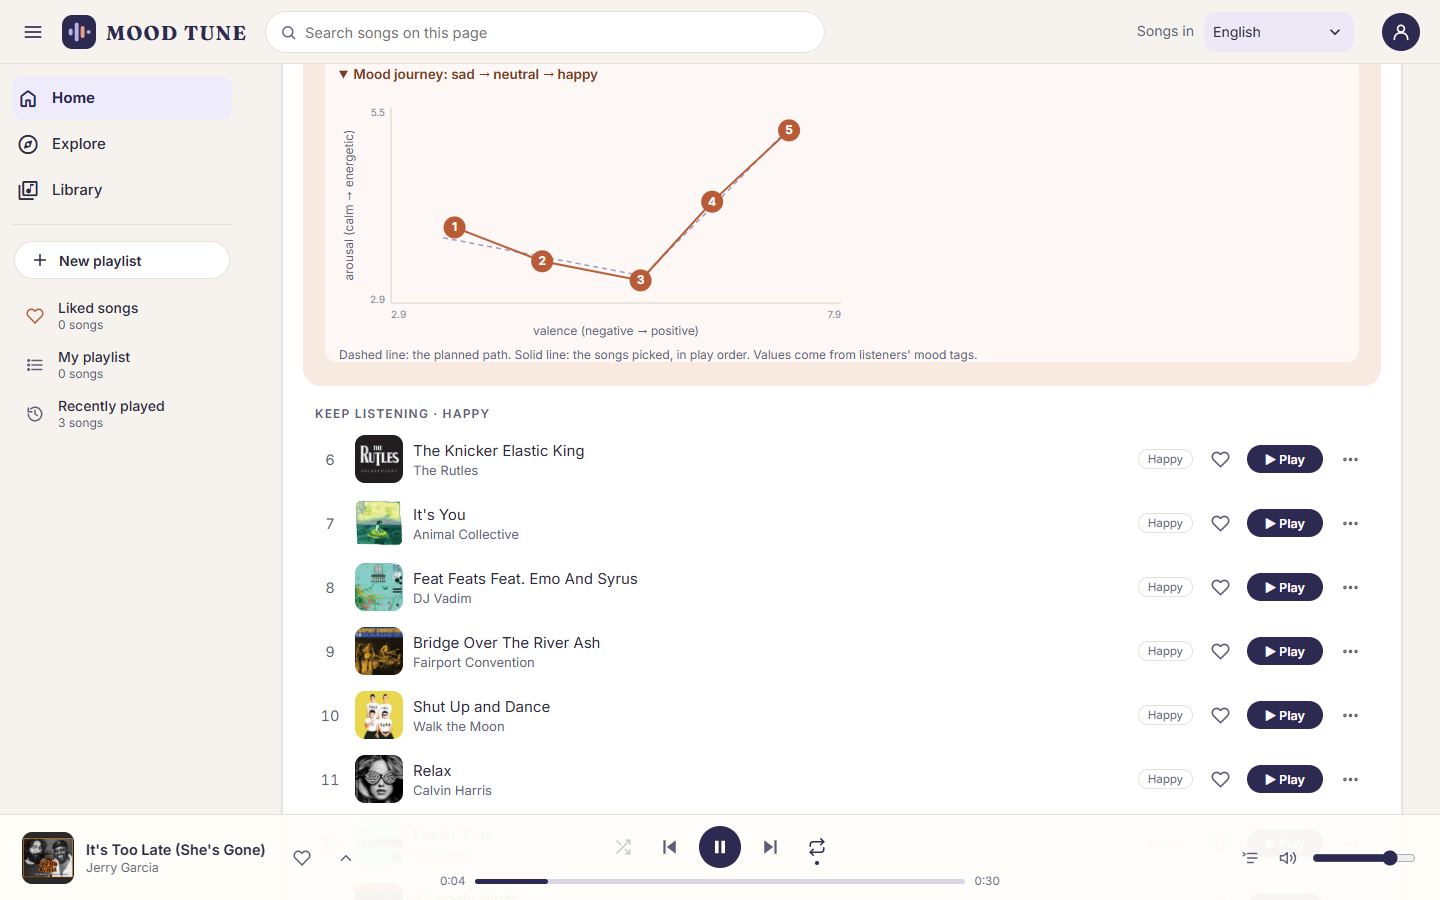 MOOD TUNE
Search songs on this page
Songs in
English
Home
Explore
Library
New playlist
Liked songs
0 songs
My playlist
0 songs
Recently played
3 songs
▼ Mood journey: sad → neutral → happy
5.5
arousal (calm → energetic)
2.9
1
2
3
4
5
2.9
7.9
valence (negative → positive)
Dashed line: the planned path. Solid line: the songs picked, in play order. Values come from listeners' mood tags.
KEEP LISTENING · HAPPY
6
THE RUTLES
The Knicker Elastic King
The Rutles
Happy
▶ Play
7
It's You
Animal Collective
Happy
▶ Play
8
Feat Feats Feat. Emo And Syrus
DJ Vadim
Happy
▶ Play
9
Bridge Over The River Ash
Fairport Convention
Happy
▶ Play
10
Shut Up and Dance
Walk the Moon
Happy
▶ Play
11
Relax
Calvin Harris
Happy
▶ Play
12
Feelin' Fine
Play
It's Too Late (She's Gone)
Jerry Garcia
0:04
0:30